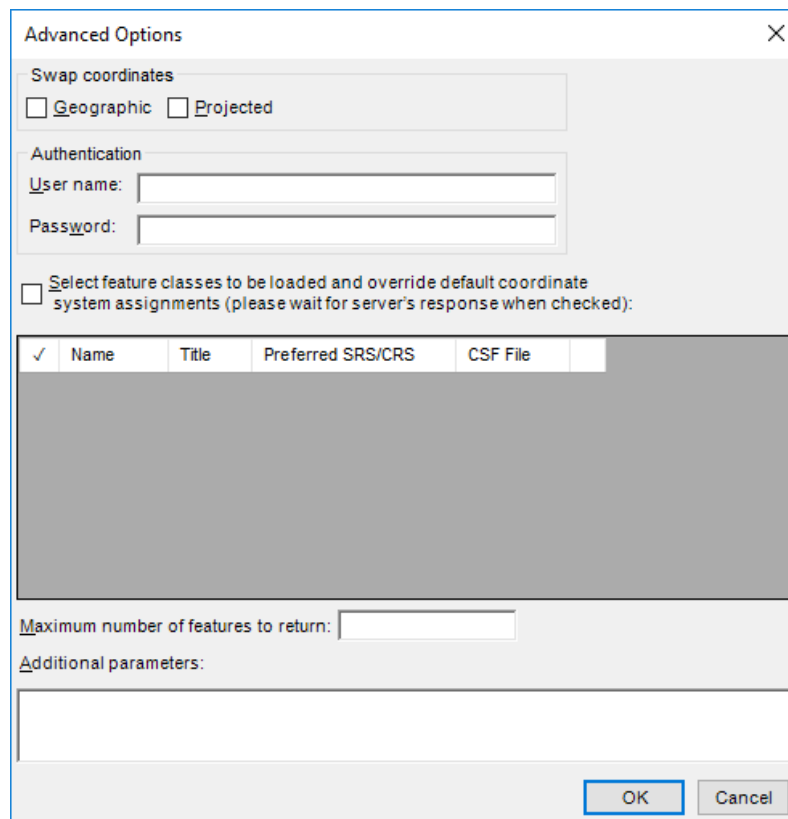 Advanced Options
Swap coordinates
Geographic Projected
Authentication
User name:
Password:
Select feature classes to be loaded and override default coordinate
system assignments (please wait for server's response when checked):
✓ Name Title Preferred SRS/CRS CSF File
Maximum number of features to return:
Additional parameters:
OK Cancel